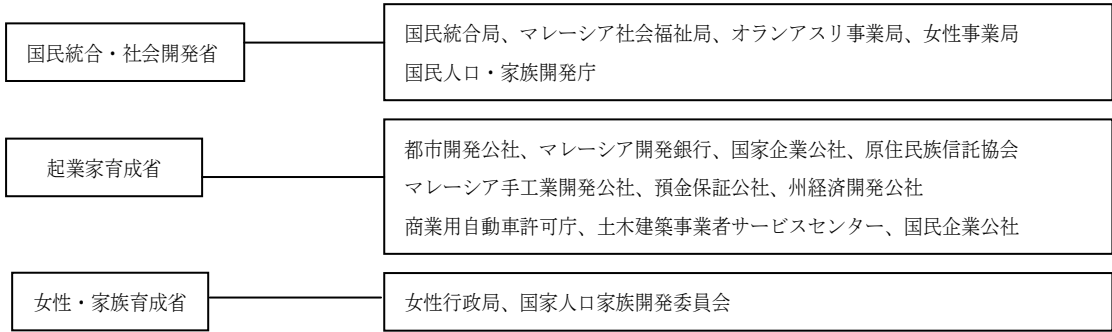 国民統合・社会開発省
国民統合局、マレーシア社会福祉局、オランアスリ事業局、女性事業局
国民人口・家族開発庁
起業家育成省
都市開発公社、マレーシア開発銀行、国家企業公社、原住民族信託協会
マレーシア手工業開発公社、預金保証公社、州経済開発公社
商業用自動車許可庁、土木建築事業者サービスセンター、国民企業公社
女性・家族育成省
女性行政局、国家人口家族開発委員会